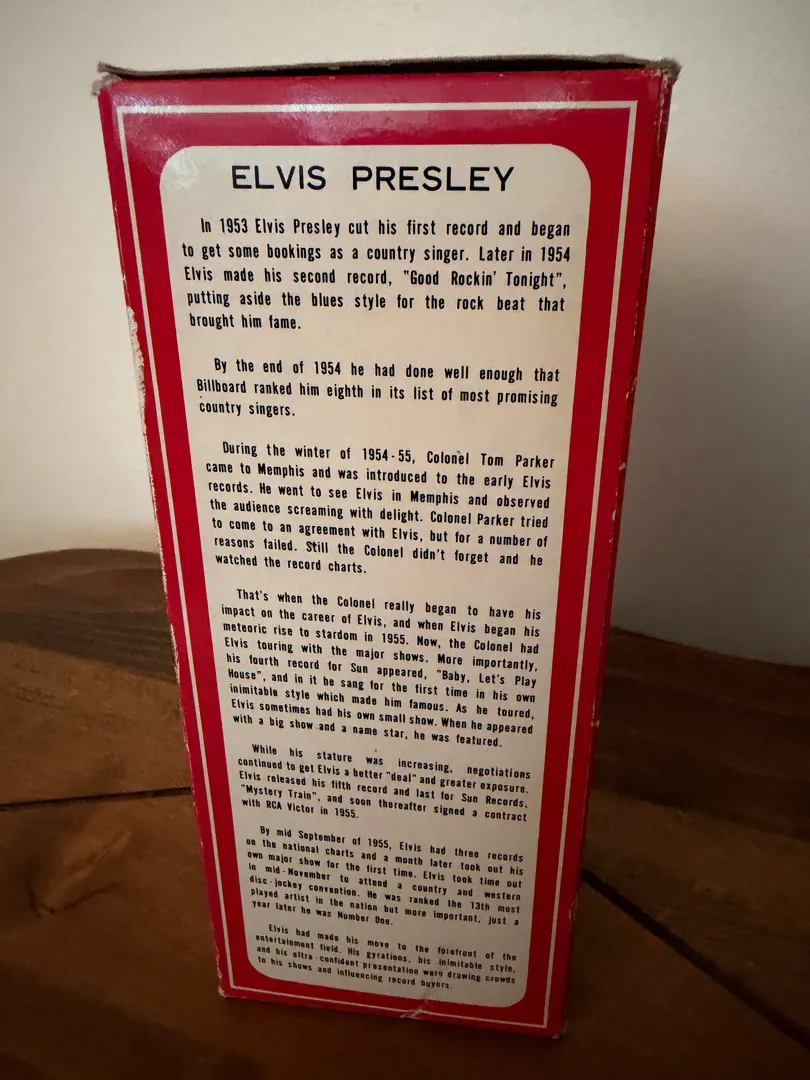 ELVIS PRESLEY
In 1953 Elvis Presley cut his first record and began
to get some bookings as a country singer. Later in 1954
Elvis made his second record, "Good Rockin' Tonight",
putting aside the blues style for the rock beat that
brought him fame.
By the end of 1954 he had done well enough that
Billboard ranked him eighth in its list of most promising
country singers.
During the winter of 1954-55, Colonel Tom Parker
came to Memphis and was introduced to the early Elvis
records. He went to see Elvis in Memphis and observed
the audience screaming with delight. Colonel Parker tried
to come to an agreement with Elvis, but for a number of
reasons failed. Still the Colonel didn't forget and he
watched the record charts.
That's when the Colonel really began to have his
impact on the career of Elvis, and when Elvis began his
meteoric rise to stardom in 1955. Now, the Colonel had
Elvis touring with the major shows. More importantly,
his fourth record for Sun appeared, "Baby, Let's Play
House", and in it he sang for the first time in his own
inimitable style which made him famous. As he toured,
Elvis sometimes had his own small show. When he appeared
with a big show and a name star, he was featured.
While his stature was increasing, negotiations
continued to get Elvis a better "deal" and greater exposure.
Elvis released his fifth record and last for Sun Records,
"Mystery Train", and soon thereafter signed a contract
with RCA Victor in 1955.
By mid September of 1955, Elvis had three records
on the national charts and a month later took out his
own major show for the first time. Elvis took time out
in mid-November to attend a country and western
disc-jockey convention. He was ranked the 13th most
played artist in the nation but more important, just a
year later he was Number One.
Elvis had made his move to the forefront of the
entertainment field. His gyrations, his inimitable style,
and his ultra-confident presentation were drawing crowds
to his shows and influencing record buyers.